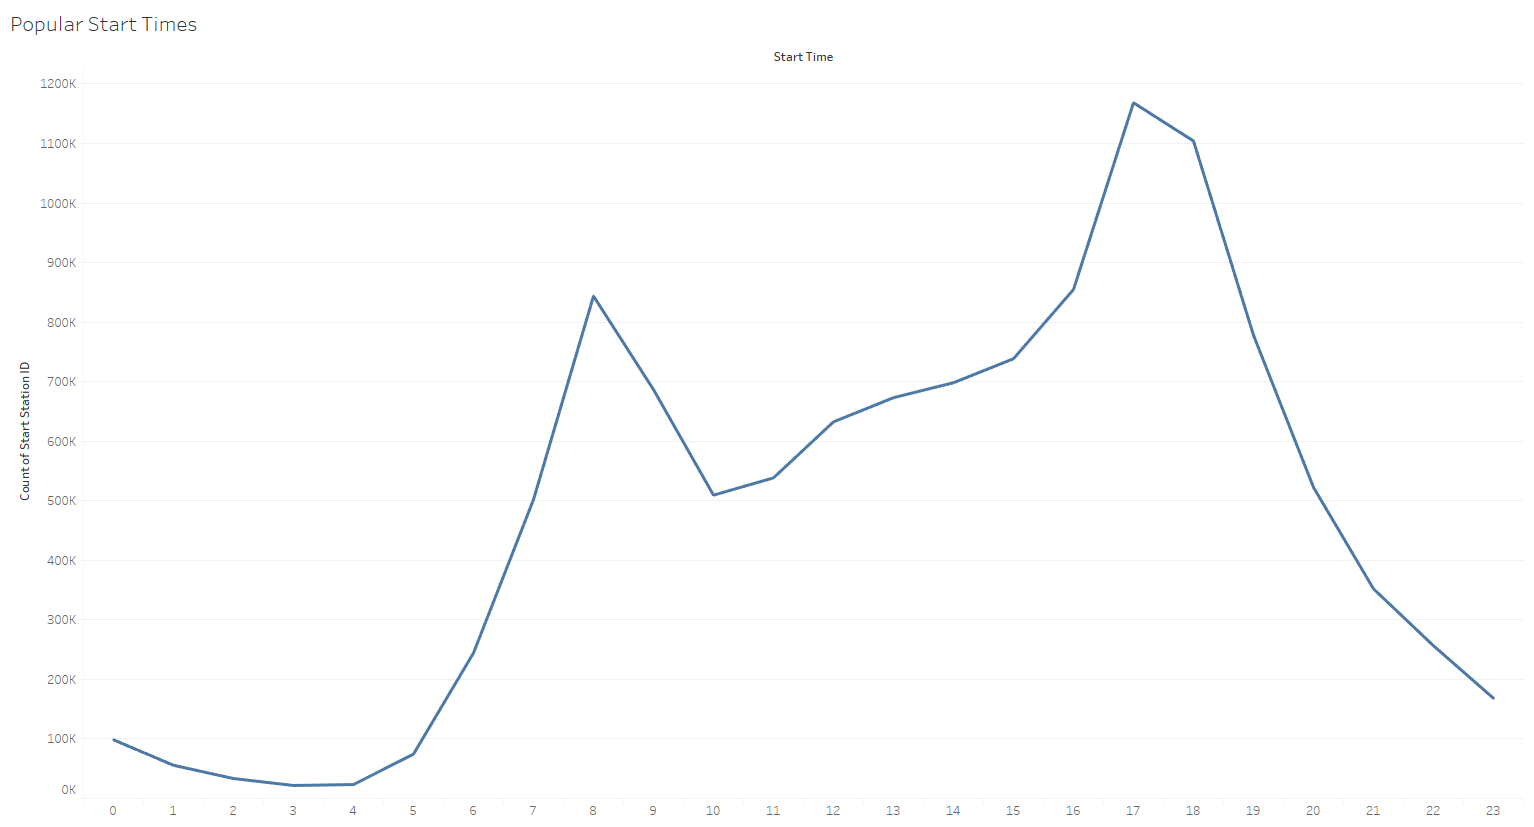 Popular Start Times
Start Time
1200K
1100K
1000K
900K
800K
700K
600K
500K
400K
300K
200K
100K
0K
Count of Start Station ID
0 1 2 3 4 5 6 7 8 9 10 11 12 13 14 15 16 17 18 19 20 21 22 23